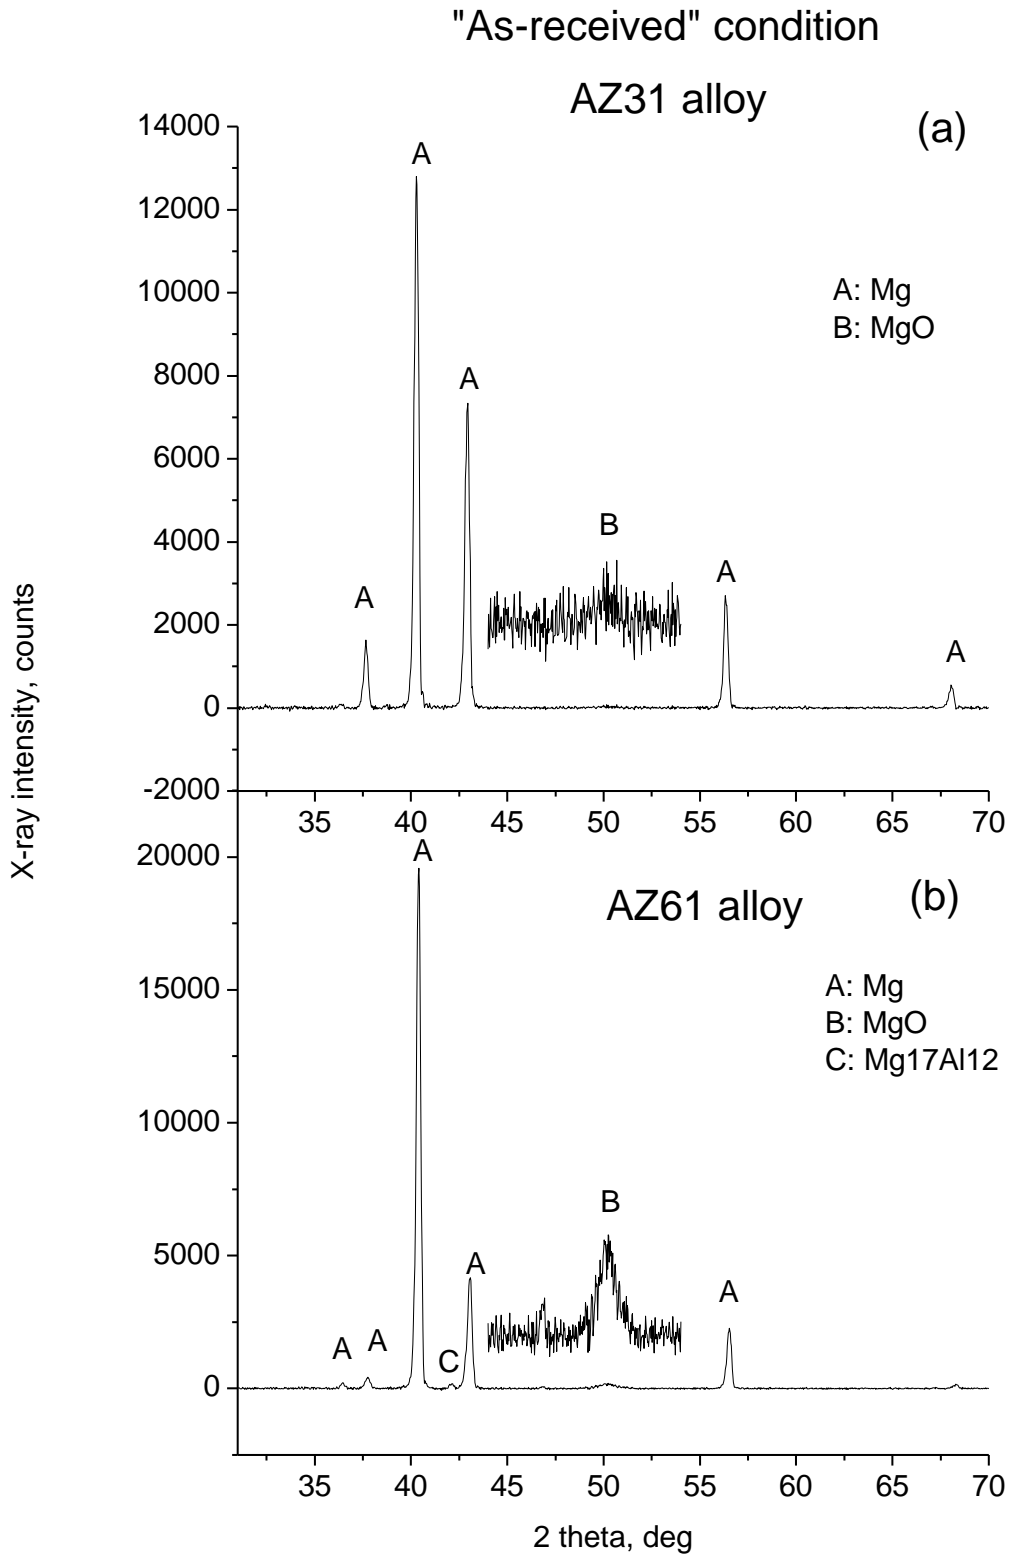 "As-received" condition
AZ31 alloy
(a)
14000
12000
10000
8000
6000
4000
2000
0
-2000
A
A
A
B
A
A
A: Mg
B: MgO
35 40 45 50 55 60 65 70
X-ray intensity, counts
AZ61 alloy
(b)
20000
15000
10000
5000
0
A
A
A
C
A
B
A
A: Mg
B: MgO
C: Mg17Al12
35 40 45 50 55 60 65 70
2 theta, deg